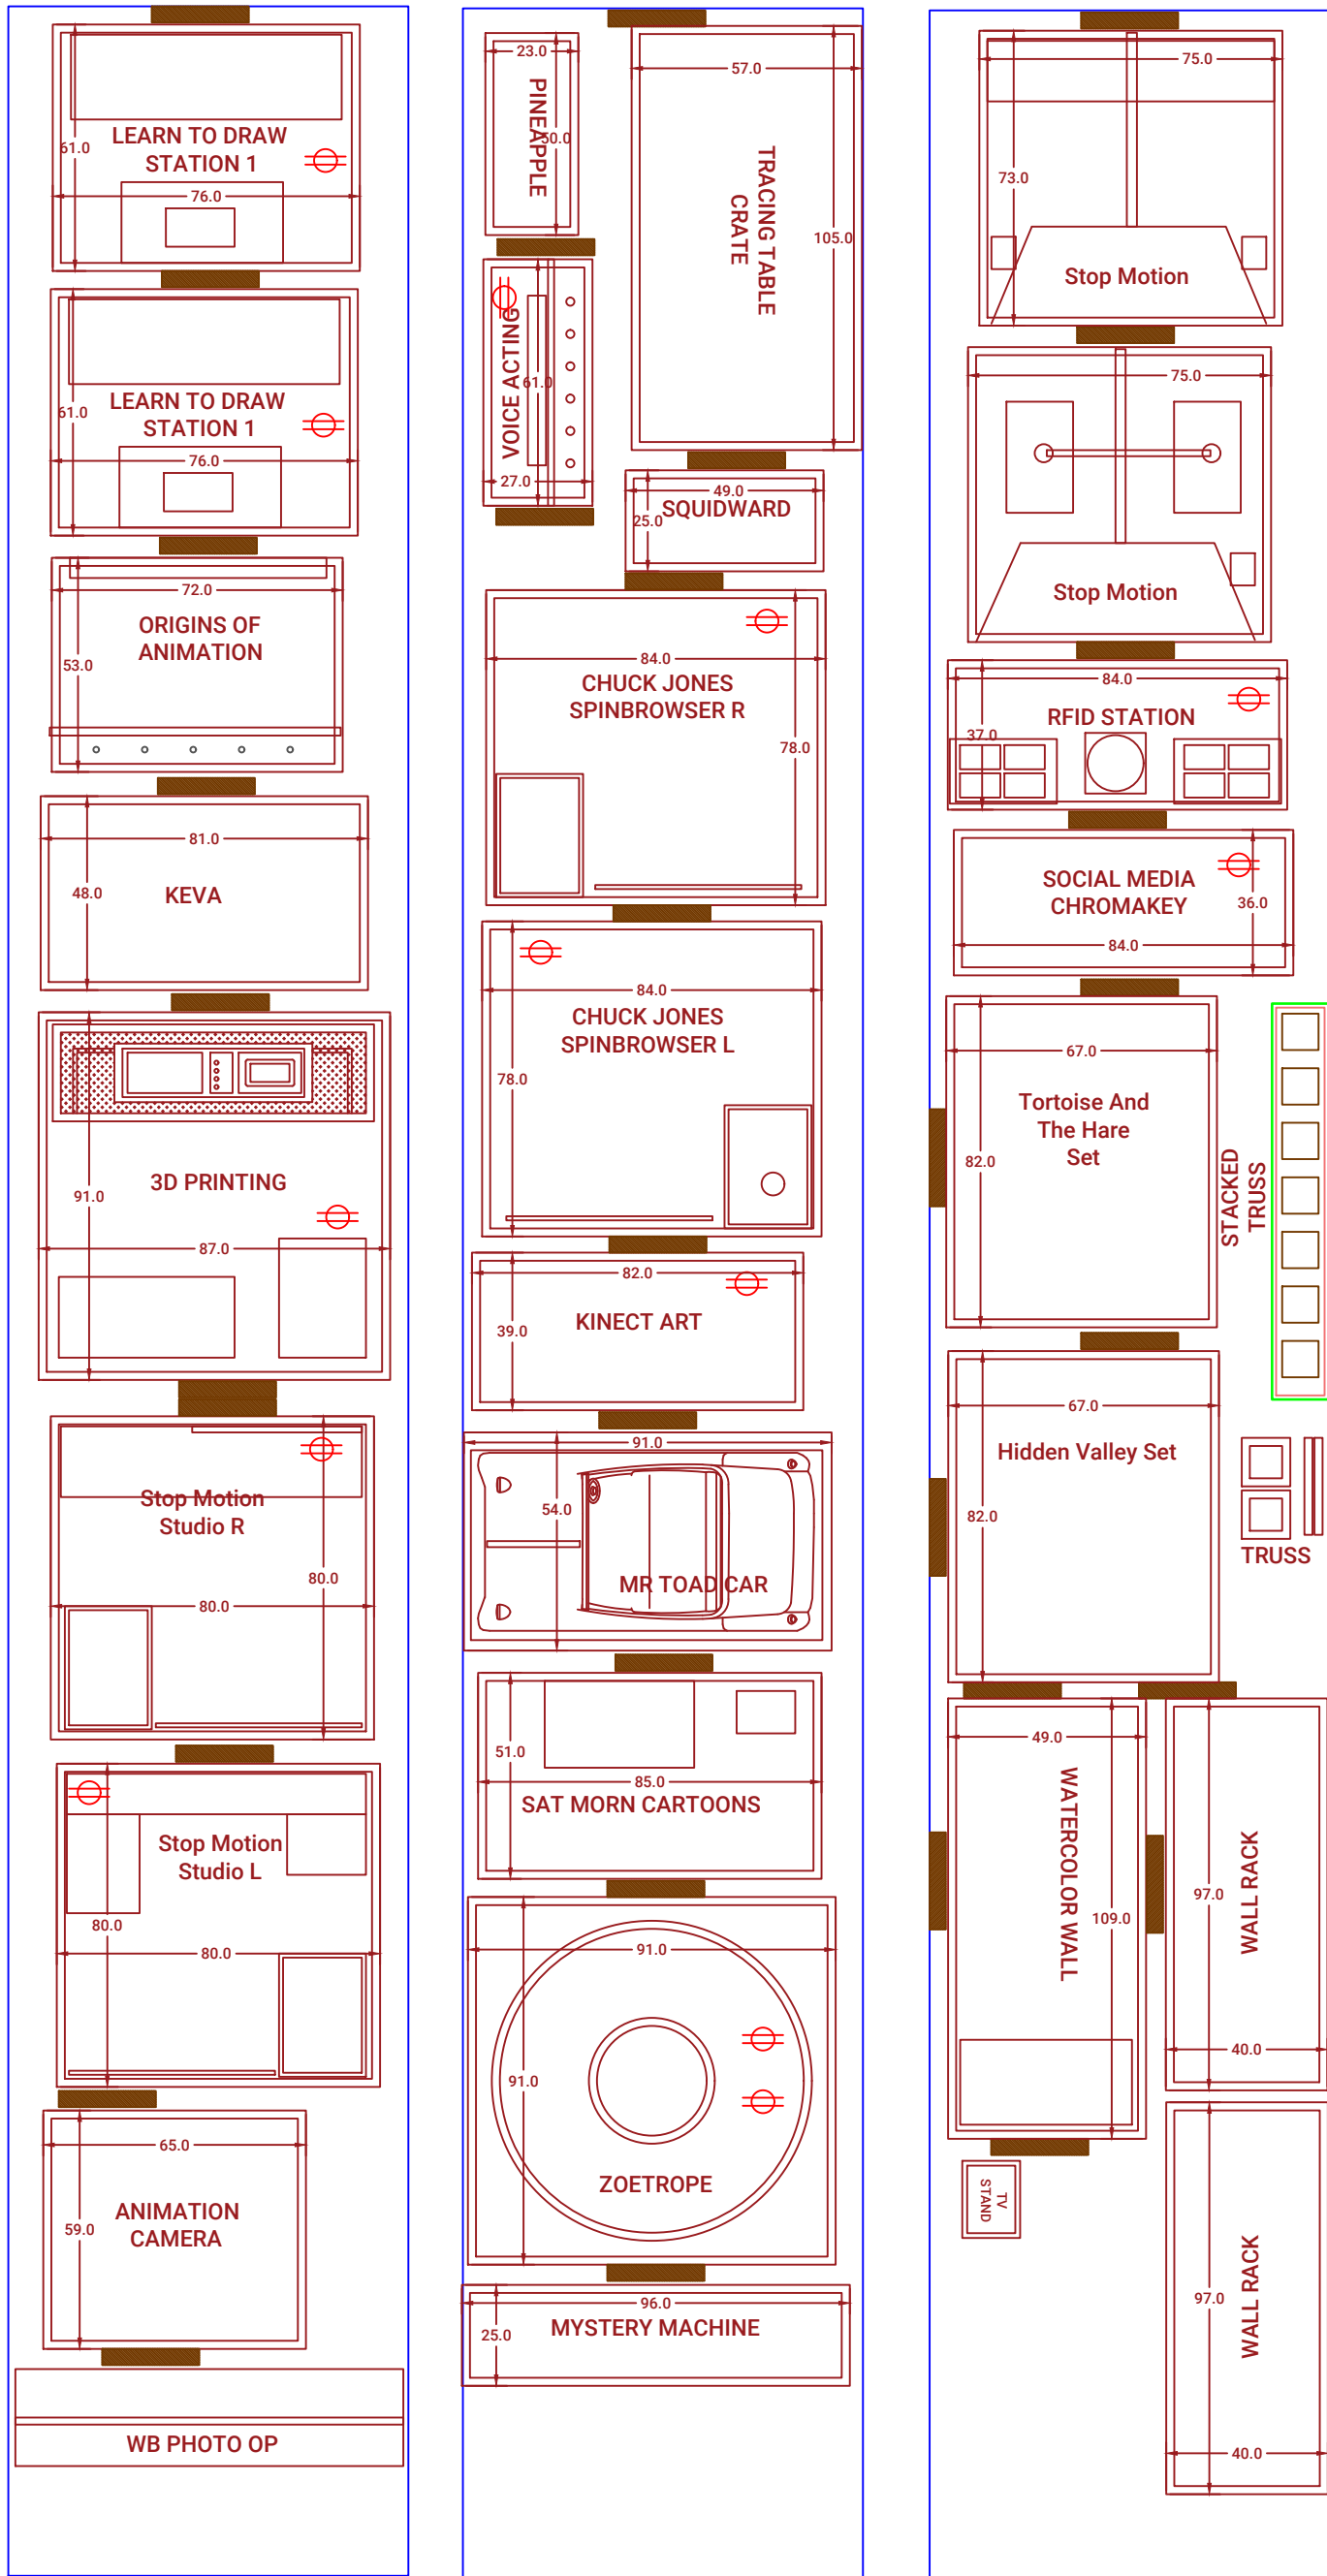 61.0
LEARN TO DRAW
STATION 1
76.0
61.0
LEARN TO DRAW
STATION 1
76.0
72.0
ORIGINS OF
ANIMATION
53.0
81.0
48.0
KEVA
3D PRINTING
91.0
87.0
Stop Motion
Studio R
80.0
80.0
Stop Motion
Studio L
80.0
80.0
65.0
ANIMATION
CAMERA
59.0
WB PHOTO OP
23.0
PINEAPPLE
60.0
57.0
TRACING TABLE
CRATE
105.0
VOICE ACTING
61.0
27.0
49.0
SQUIDWARD
25.0
84.0
CHUCK JONES
SPINBROWSER R
78.0
84.0
CHUCK JONES
SPINBROWSER L
78.0
82.0
KINECT ART
39.0
91.0
54.0
MR TOAD CAR
51.0
85.0
SAT MORN CARTOONS
91.0
91.0
ZOETROPE
96.0
MYSTERY MACHINE
25.0
75.0
73.0
Stop Motion
75.0
Stop Motion
84.0
RFID STATION
37.0
SOCIAL MEDIA
CHROMAKEY
36.0
84.0
67.0
Tortoise And
The Hare
Set
82.0
STACKED
TRUSS
67.0
Hidden Valley Set
82.0
TRUSS
49.0
WATERCOLOR WALL
109.0
WALL RACK
97.0
40.0
TV
STAND
WALL RACK
97.0
40.0